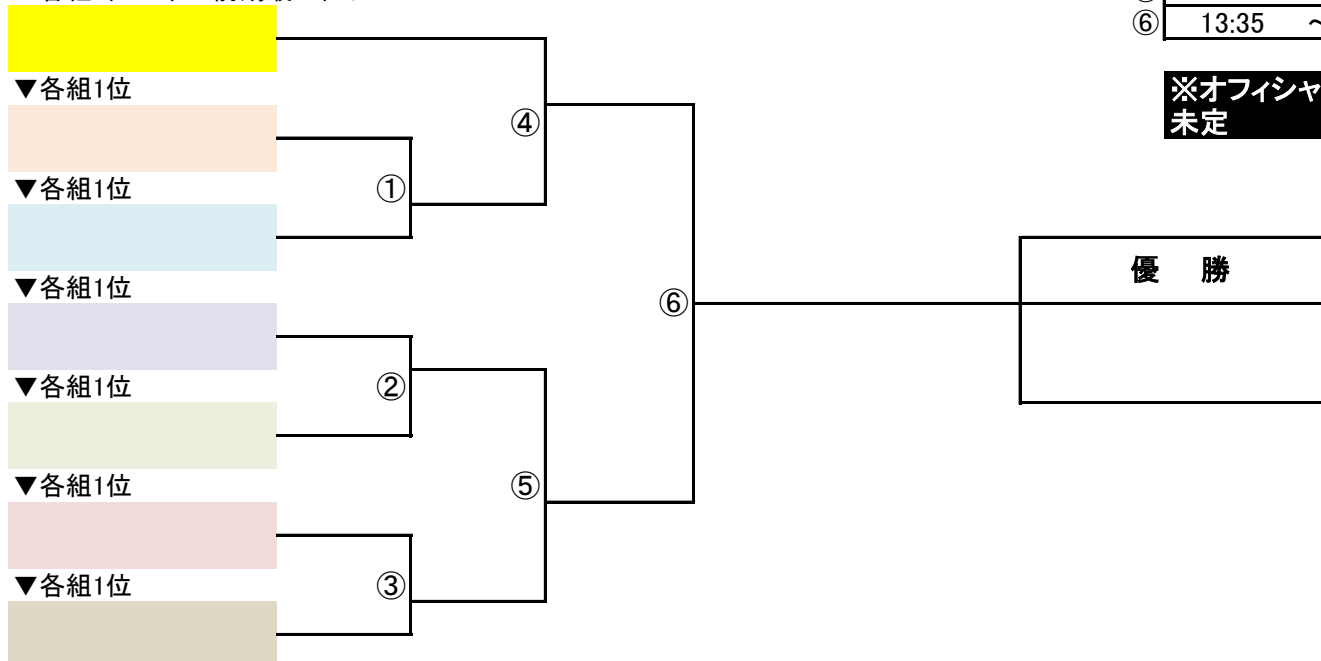 ⑥ 13:35 ～
▼各組1位
※オフィシャ
未定
④
▼各組1位
①
▼各組1位
優 勝
⑥
▼各組1位
②
▼各組1位
⑤
▼各組1位
③